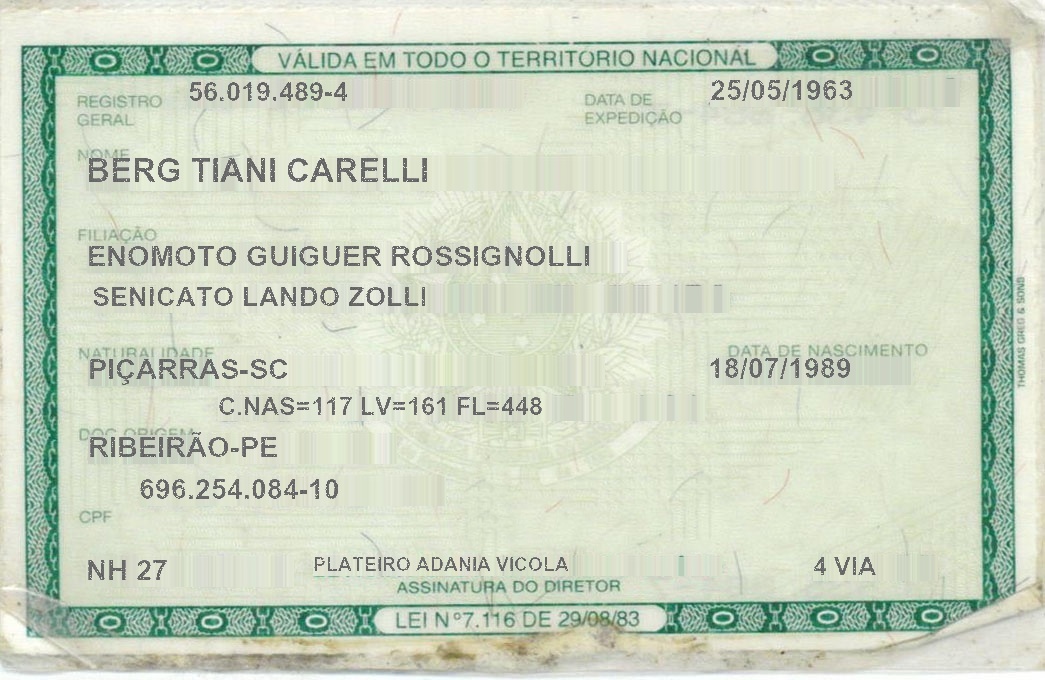 VÁLIDA EM TODO O TERRITÓRIO NACIONAL
REGISTRO GERAL 56.019.489-4 DATA DE EXPEDIÇÃO 25/05/1963
NOME
BERG TIANI CARELLI
FILIAÇÃO
ENOMOTO GUIGUER ROSSIGNOLLI
SENICATO LANDO ZOLLI
NATURALIDADE DATA DE NASCIMENTO
PIÇARRAS-SC 18/07/1989
C.NAS=117 LV=161 FL=448
DOC ORIGEM
RIBEIRÃO-PE
696.254.084-10
CPF
NH 27 PLATEIRO ADANIA VICOLA 4 VIA
ASSINATURA DO DIRETOR
LEI Nº7.116 DE 29/08/83
THOMAS GREG & SONS